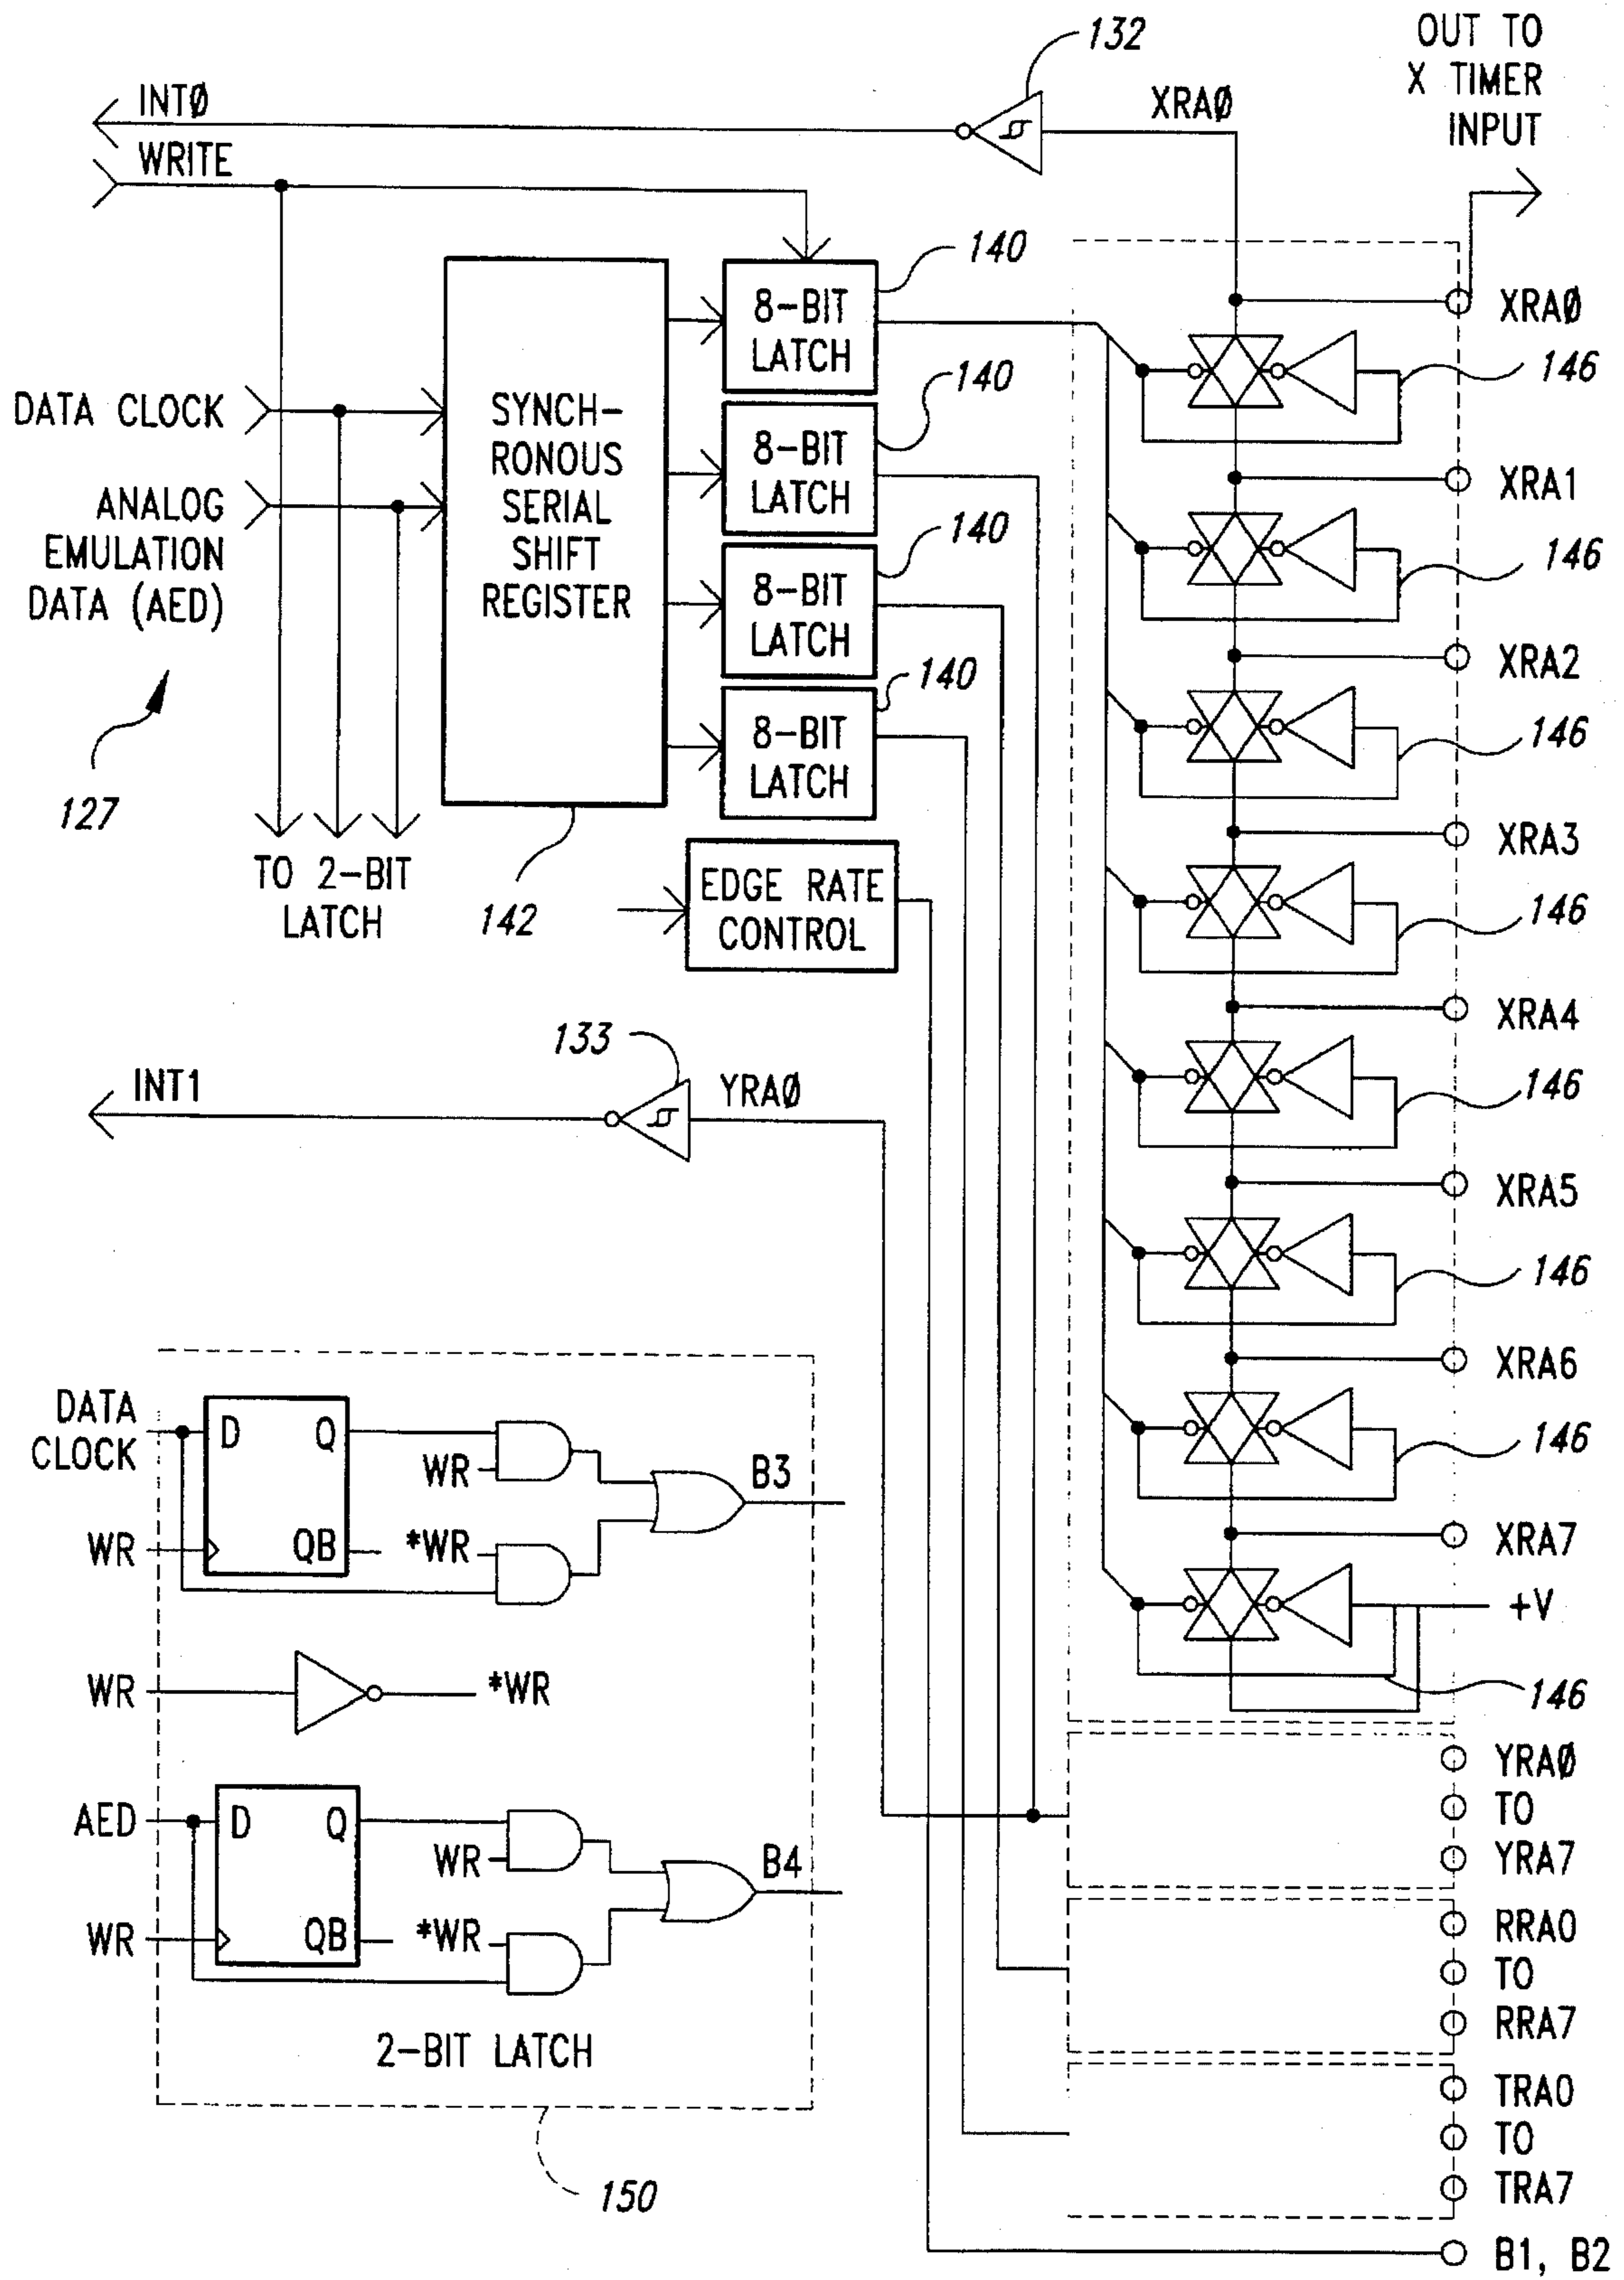 OUT TO
X TIMER
INPUT
132
INTØ
XRAØ
WRITE
140
8-BIT
LATCH
XRAØ
146
140
8-BIT
LATCH
DATA CLOCK
SYNCH-
RONOUS
SERIAL
SHIFT
REGISTER
XRA1
ANALOG
EMULATION
DATA (AED)
140
8-BIT
LATCH
146
140
8-BIT
LATCH
XRA2
146
127
TO 2-BIT
LATCH
142
EDGE RATE
CONTROL
XRA3
146
XRA4
133
INT1
YRAØ
146
XRA5
146
XRA6
146
DATA
CLOCK
D
Q
WR
B3
WR
QB
*WR
XRA7
+V
WR
*WR
146
AED
D
Q
WR
B4
WR
QB
*WR
2-BIT LATCH
150
YRAØ
TO
YRA7
RRA0
TO
RRA7
TRA0
TO
TRA7
B1, B2